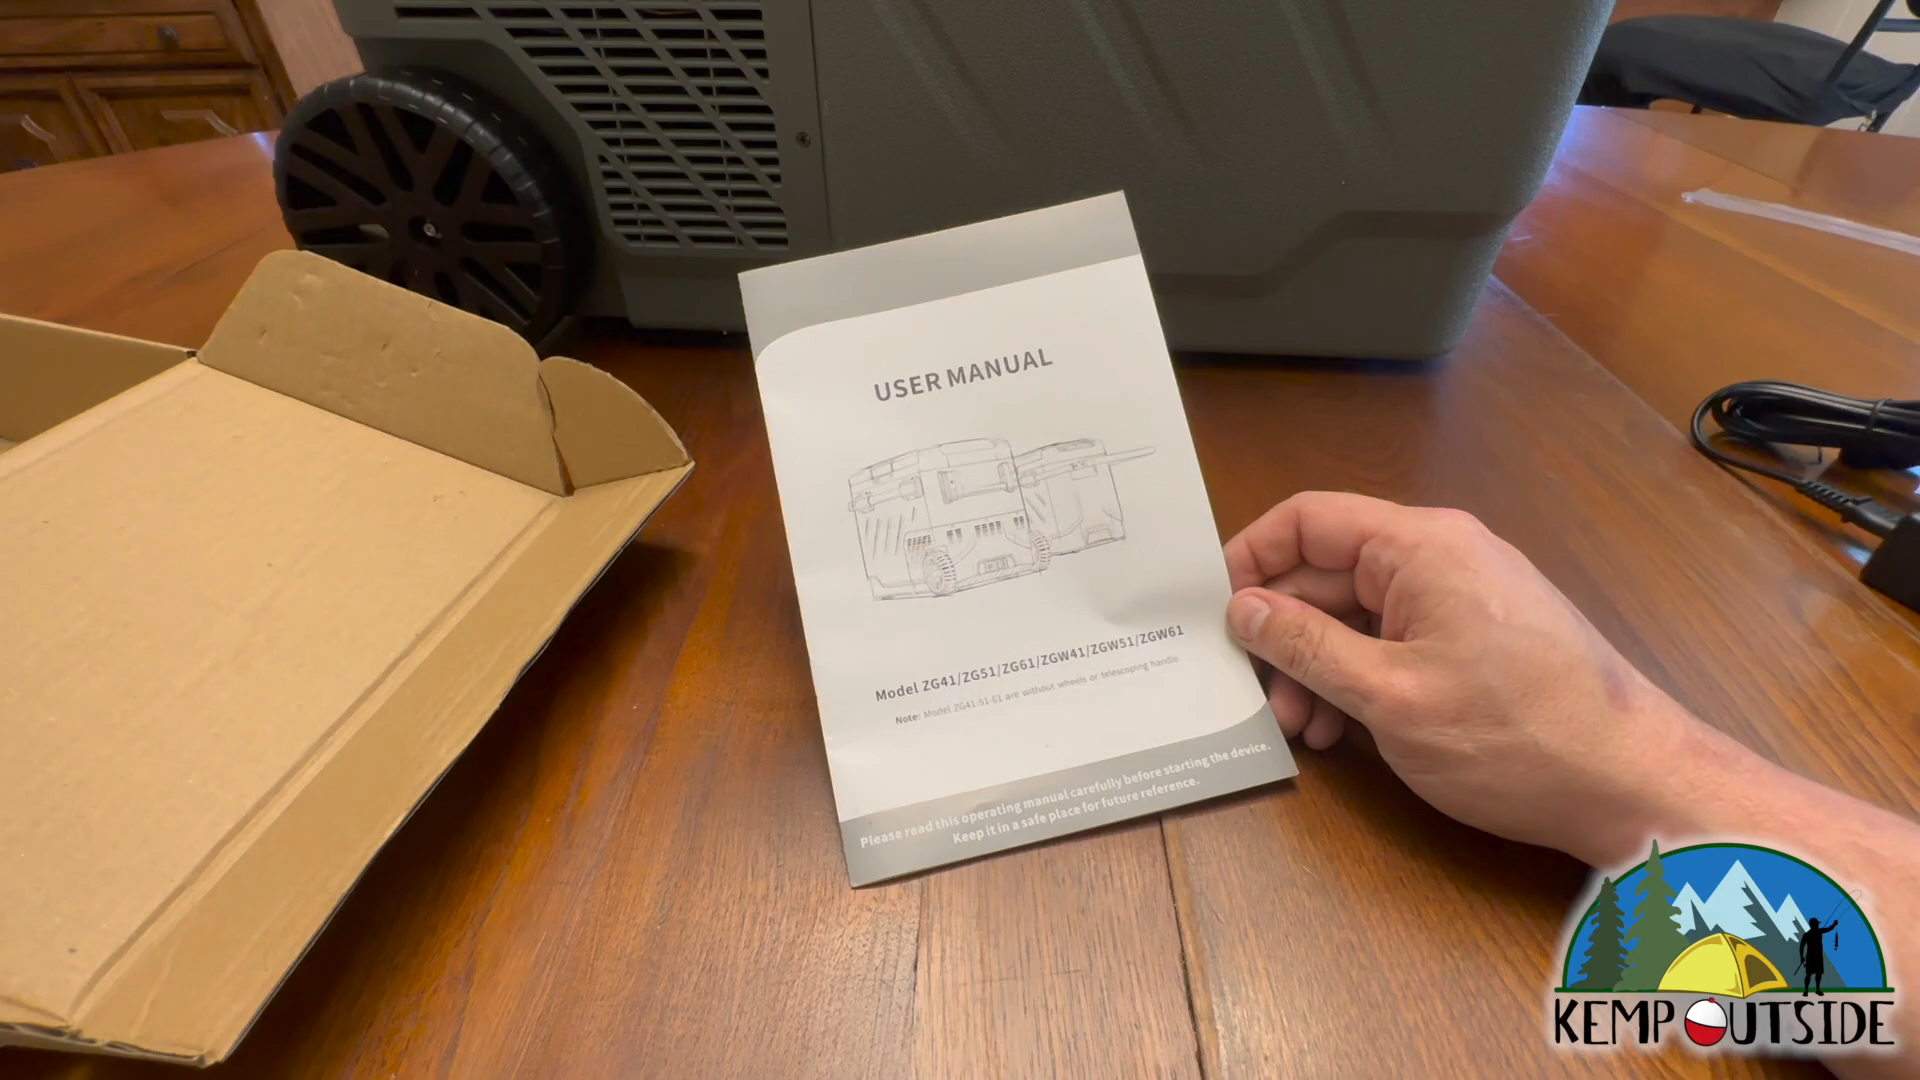 USER MANUAL
Model ZG41/ZG51/ZG61/ZGW41/ZGW51/ZGW61
Note: Model ZG41-51-61 are without wheels or telescoping handle
Please read this operating manual carefully before starting the device.
Keep it in a safe place for future reference.
KEMP OUTSIDE